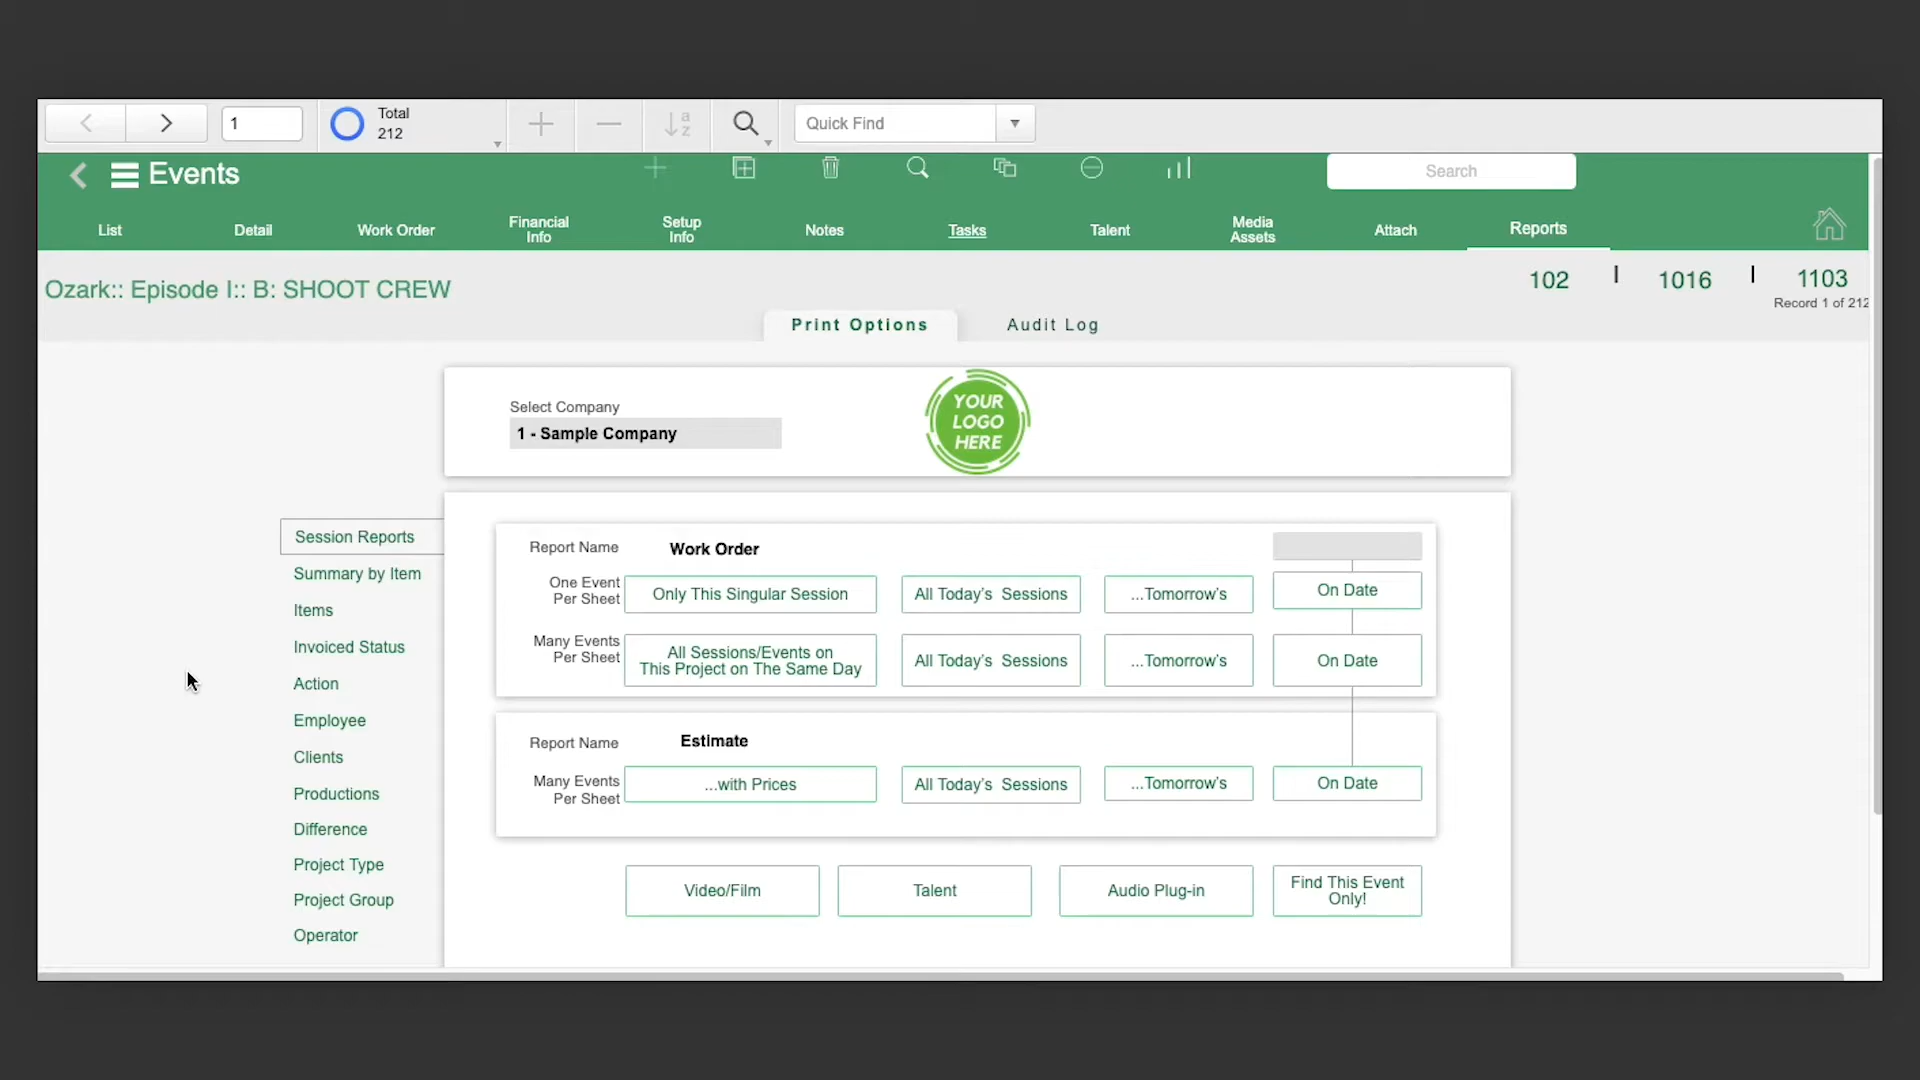 1
Total
212
Quick Find
Events
Search
List
Detail
Work Order
Financial
Info
Setup
Info
Notes
Tasks
Talent
Media
Assets
Attach
Reports
Ozark:: Episode I:: B: SHOOT CREW
102
1016
1103
Record 1 of 212
Print Options
Audit Log
Select Company
1 - Sample Company
YOUR
LOGO
HERE
Session Reports
Summary by Item
Items
Invoiced Status
Action
Employee
Clients
Productions
Difference
Project Type
Project Group
Operator
Report Name
Work Order
One Event
Per Sheet
Only This Singular Session
All Today's Sessions
...Tomorrow's
On Date
Many Events
Per Sheet
All Sessions/Events on
This Project on The Same Day
All Today's Sessions
...Tomorrow's
On Date
Report Name
Estimate
Many Events
Per Sheet
...with Prices
All Today's Sessions
...Tomorrow's
On Date
Video/Film
Talent
Audio Plug-in
Find This Event
Only!